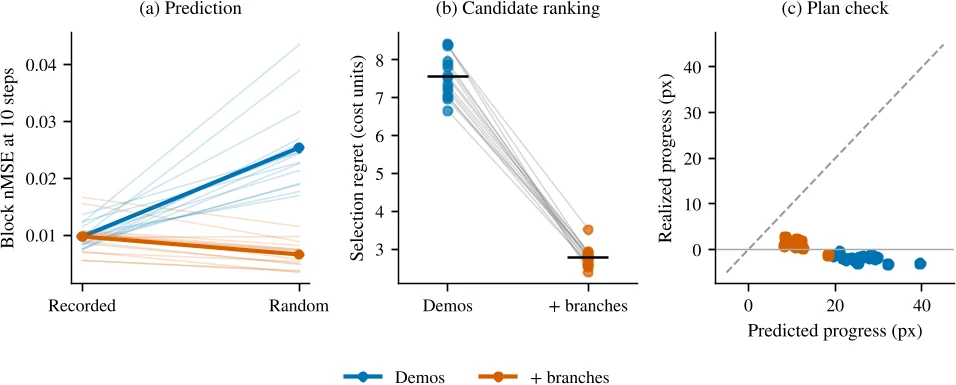 (a) Prediction
Block nMSE at 10 steps
0.04
0.03
0.02
0.01
Recorded
Random
(b) Candidate ranking
Selection regret (cost units)
8
7
6
5
4
3
Demos
+ branches
(c) Plan check
Realized progress (px)
40
30
20
10
0
0
20
40
Predicted progress (px)
Demos
+ branches